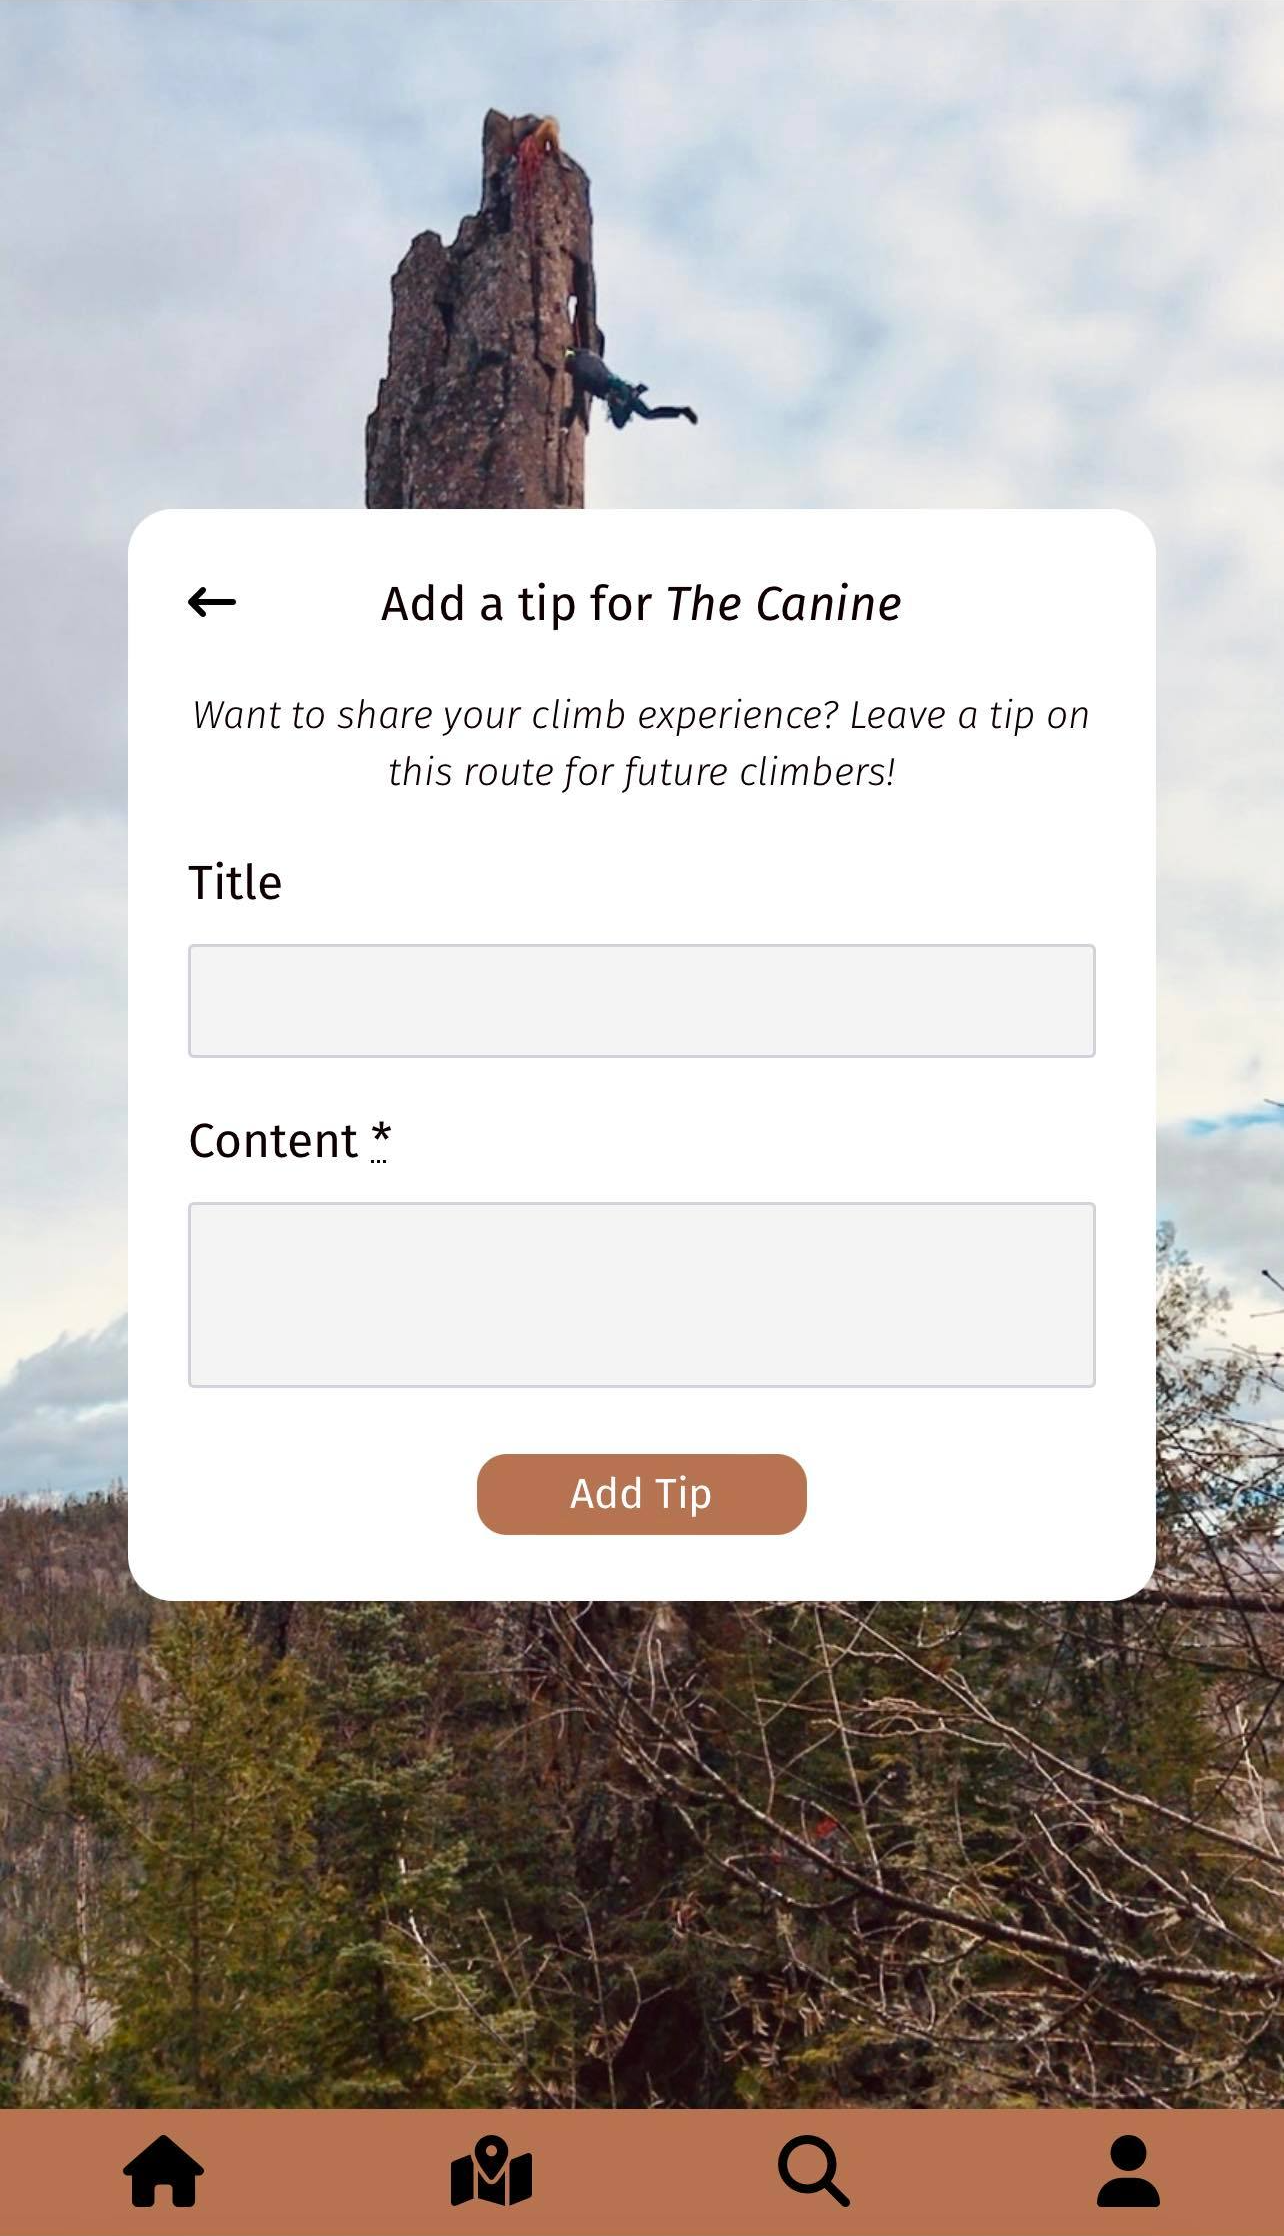 Add a tip for The Canine
Want to share your climb experience? Leave a tip on
this route for future climbers!
Title
Content *
Add Tip